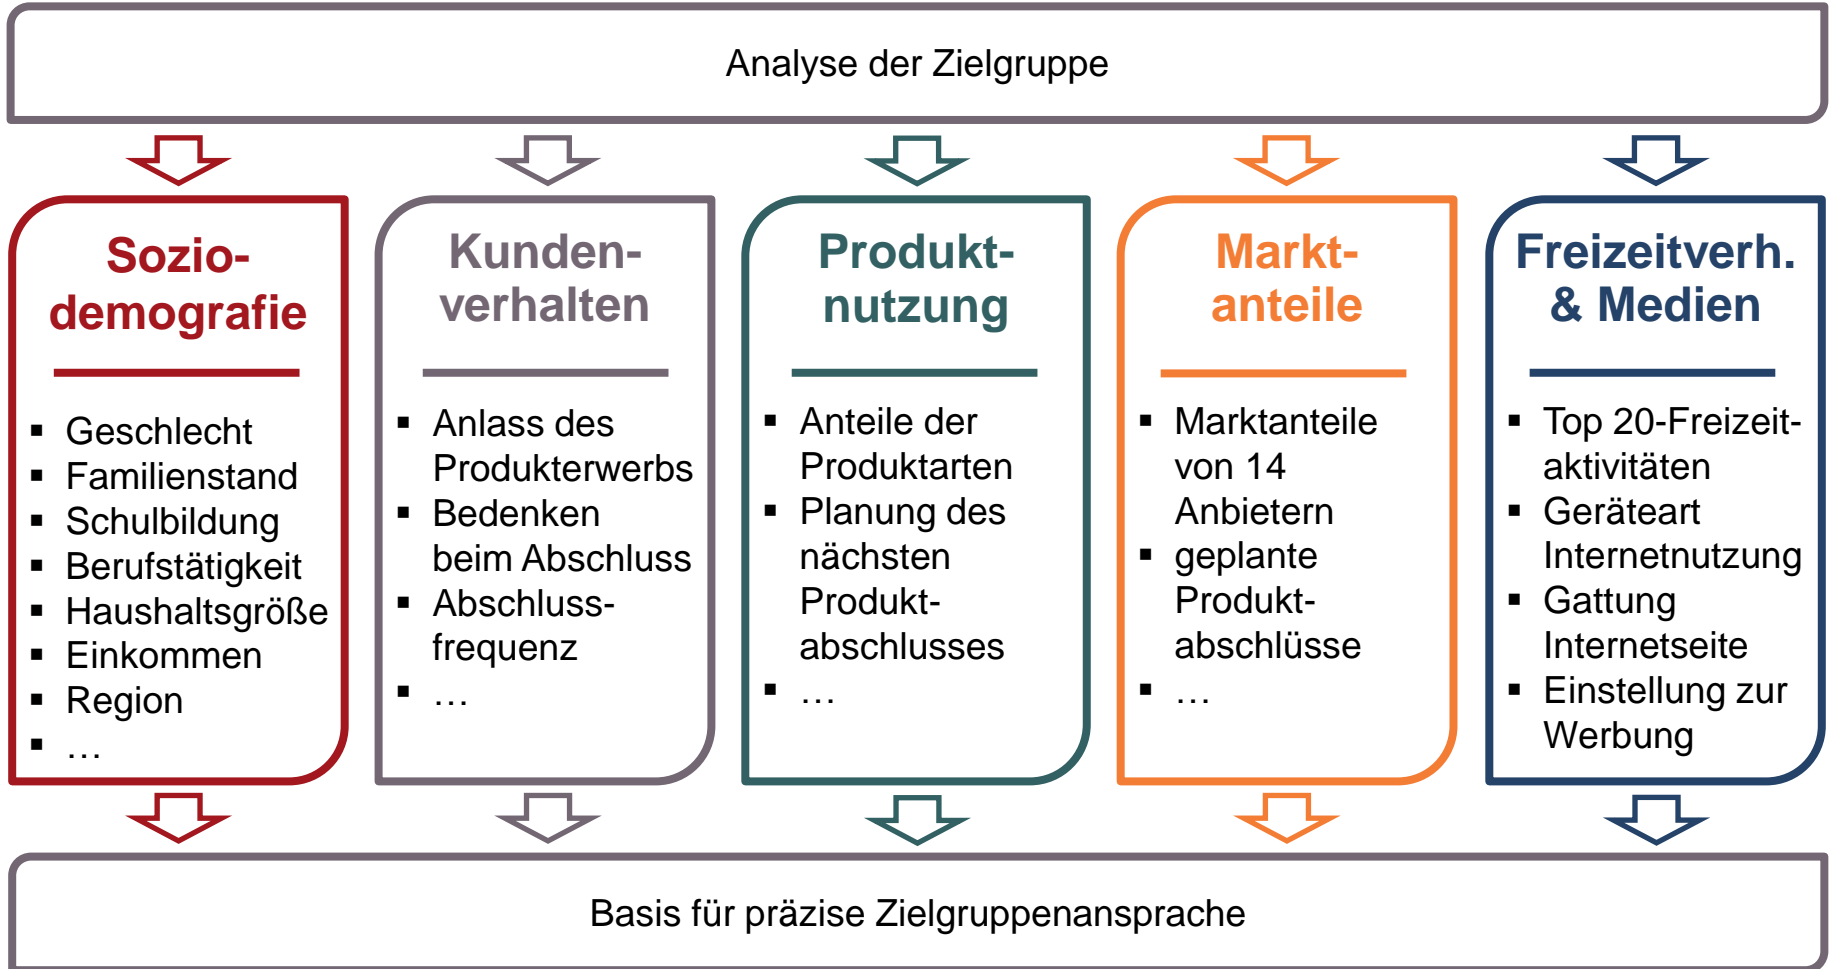 Analyse der Zielgruppe
Sozio-
demografie
▪ Geschlecht
▪ Familienstand
▪ Schulbildung
▪ Berufstätigkeit
▪ Haushaltsgröße
▪ Einkommen
▪ Region
▪ …
Kunden-
verhalten
▪ Anlass des
Produkterwerbs
▪ Bedenken
beim Abschluss
▪ Abschluss-
frequenz
▪ …
Produkt-
nutzung
▪ Anteile der
Produktarten
▪ Planung des
nächsten
Produkt-
abschlusses
▪ …
Markt-
anteile
▪ Marktanteile
von 14
Anbietern
▪ geplante
Produkt-
abschlüsse
▪ …
Freizeitverh.
& Medien
▪ Top 20-Freizeit-
aktivitäten
▪ Geräteart
Internetnutzung
▪ Gattung
Internetseite
▪ Einstellung zur
Werbung
Basis für präzise Zielgruppenansprache